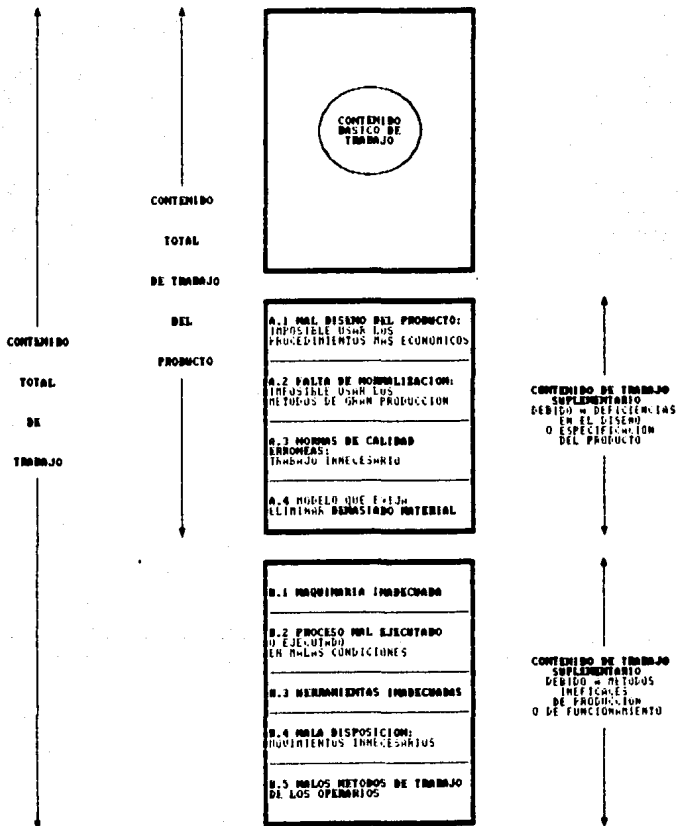 CONTENIDO
BASICO DE
TRABAJO
CONTENIDO
TOTAL
DE TRABAJO
DEL
PRODUCTO
CONTENIDO
TOTAL
DE
TRABAJO
A.1 MAL DISENO DEL PRODUCTO:
IMPOSIBLE USAR LOS
PROCEDIMIENTOS MAS ECONOMICOS
A.2 FALTA DE NORMALIZACION:
IMPOSIBLE USAR LOS
METODOS DE GRAN PRODUCCION
A.3 NORMAS DE CALIDAD
ERRONEAS:
TRABAJO INNECESARIO
A.4 MODELO QUE EXIJA
ELIMINAR DEMASIADO MATERIAL
CONTENIDO DE TRABAJO
SUPLEMENTARIO
DEBIDO A DEFICIENCIAS
EN EL DISENO
O ESPECIFICACION
DEL PRODUCTO
B.1 MAQUINARIA INADECUADA
B.2 PROCESO MAL EJECUTADO
O EJECUTADO
EN MALAS CONDICIONES
B.3 HERRAMIENTAS INADECUADAS
B.4 MALA DISPOSICION:
MOVIMIENTOS INNECESARIOS
B.5 MALOS METODOS DE TRABAJO
DE LOS OPERARIOS
CONTENIDO DE TRABAJO
SUPLEMENTARIO
DEBIDO A METODOS
INEFICACES
DE PRODUCCION
O DE FUNCIONAMIENTO